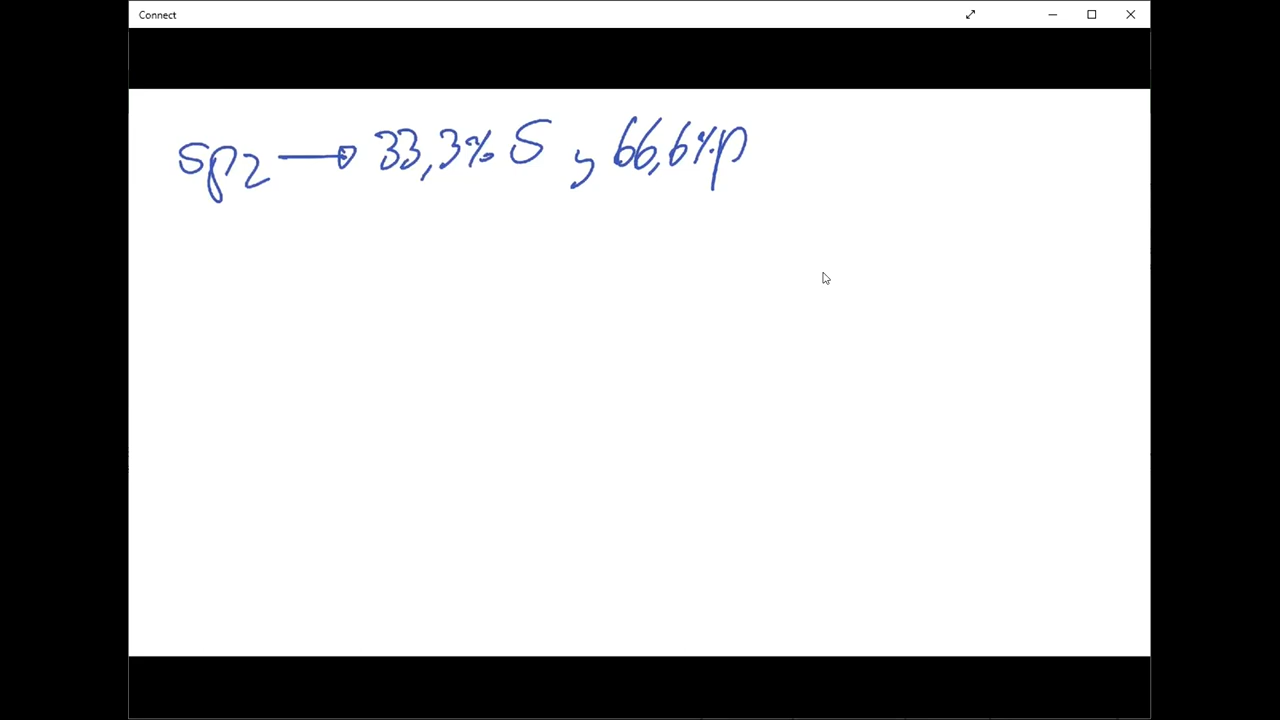 Connect
sp2 → 33,3% S y 66,6% p